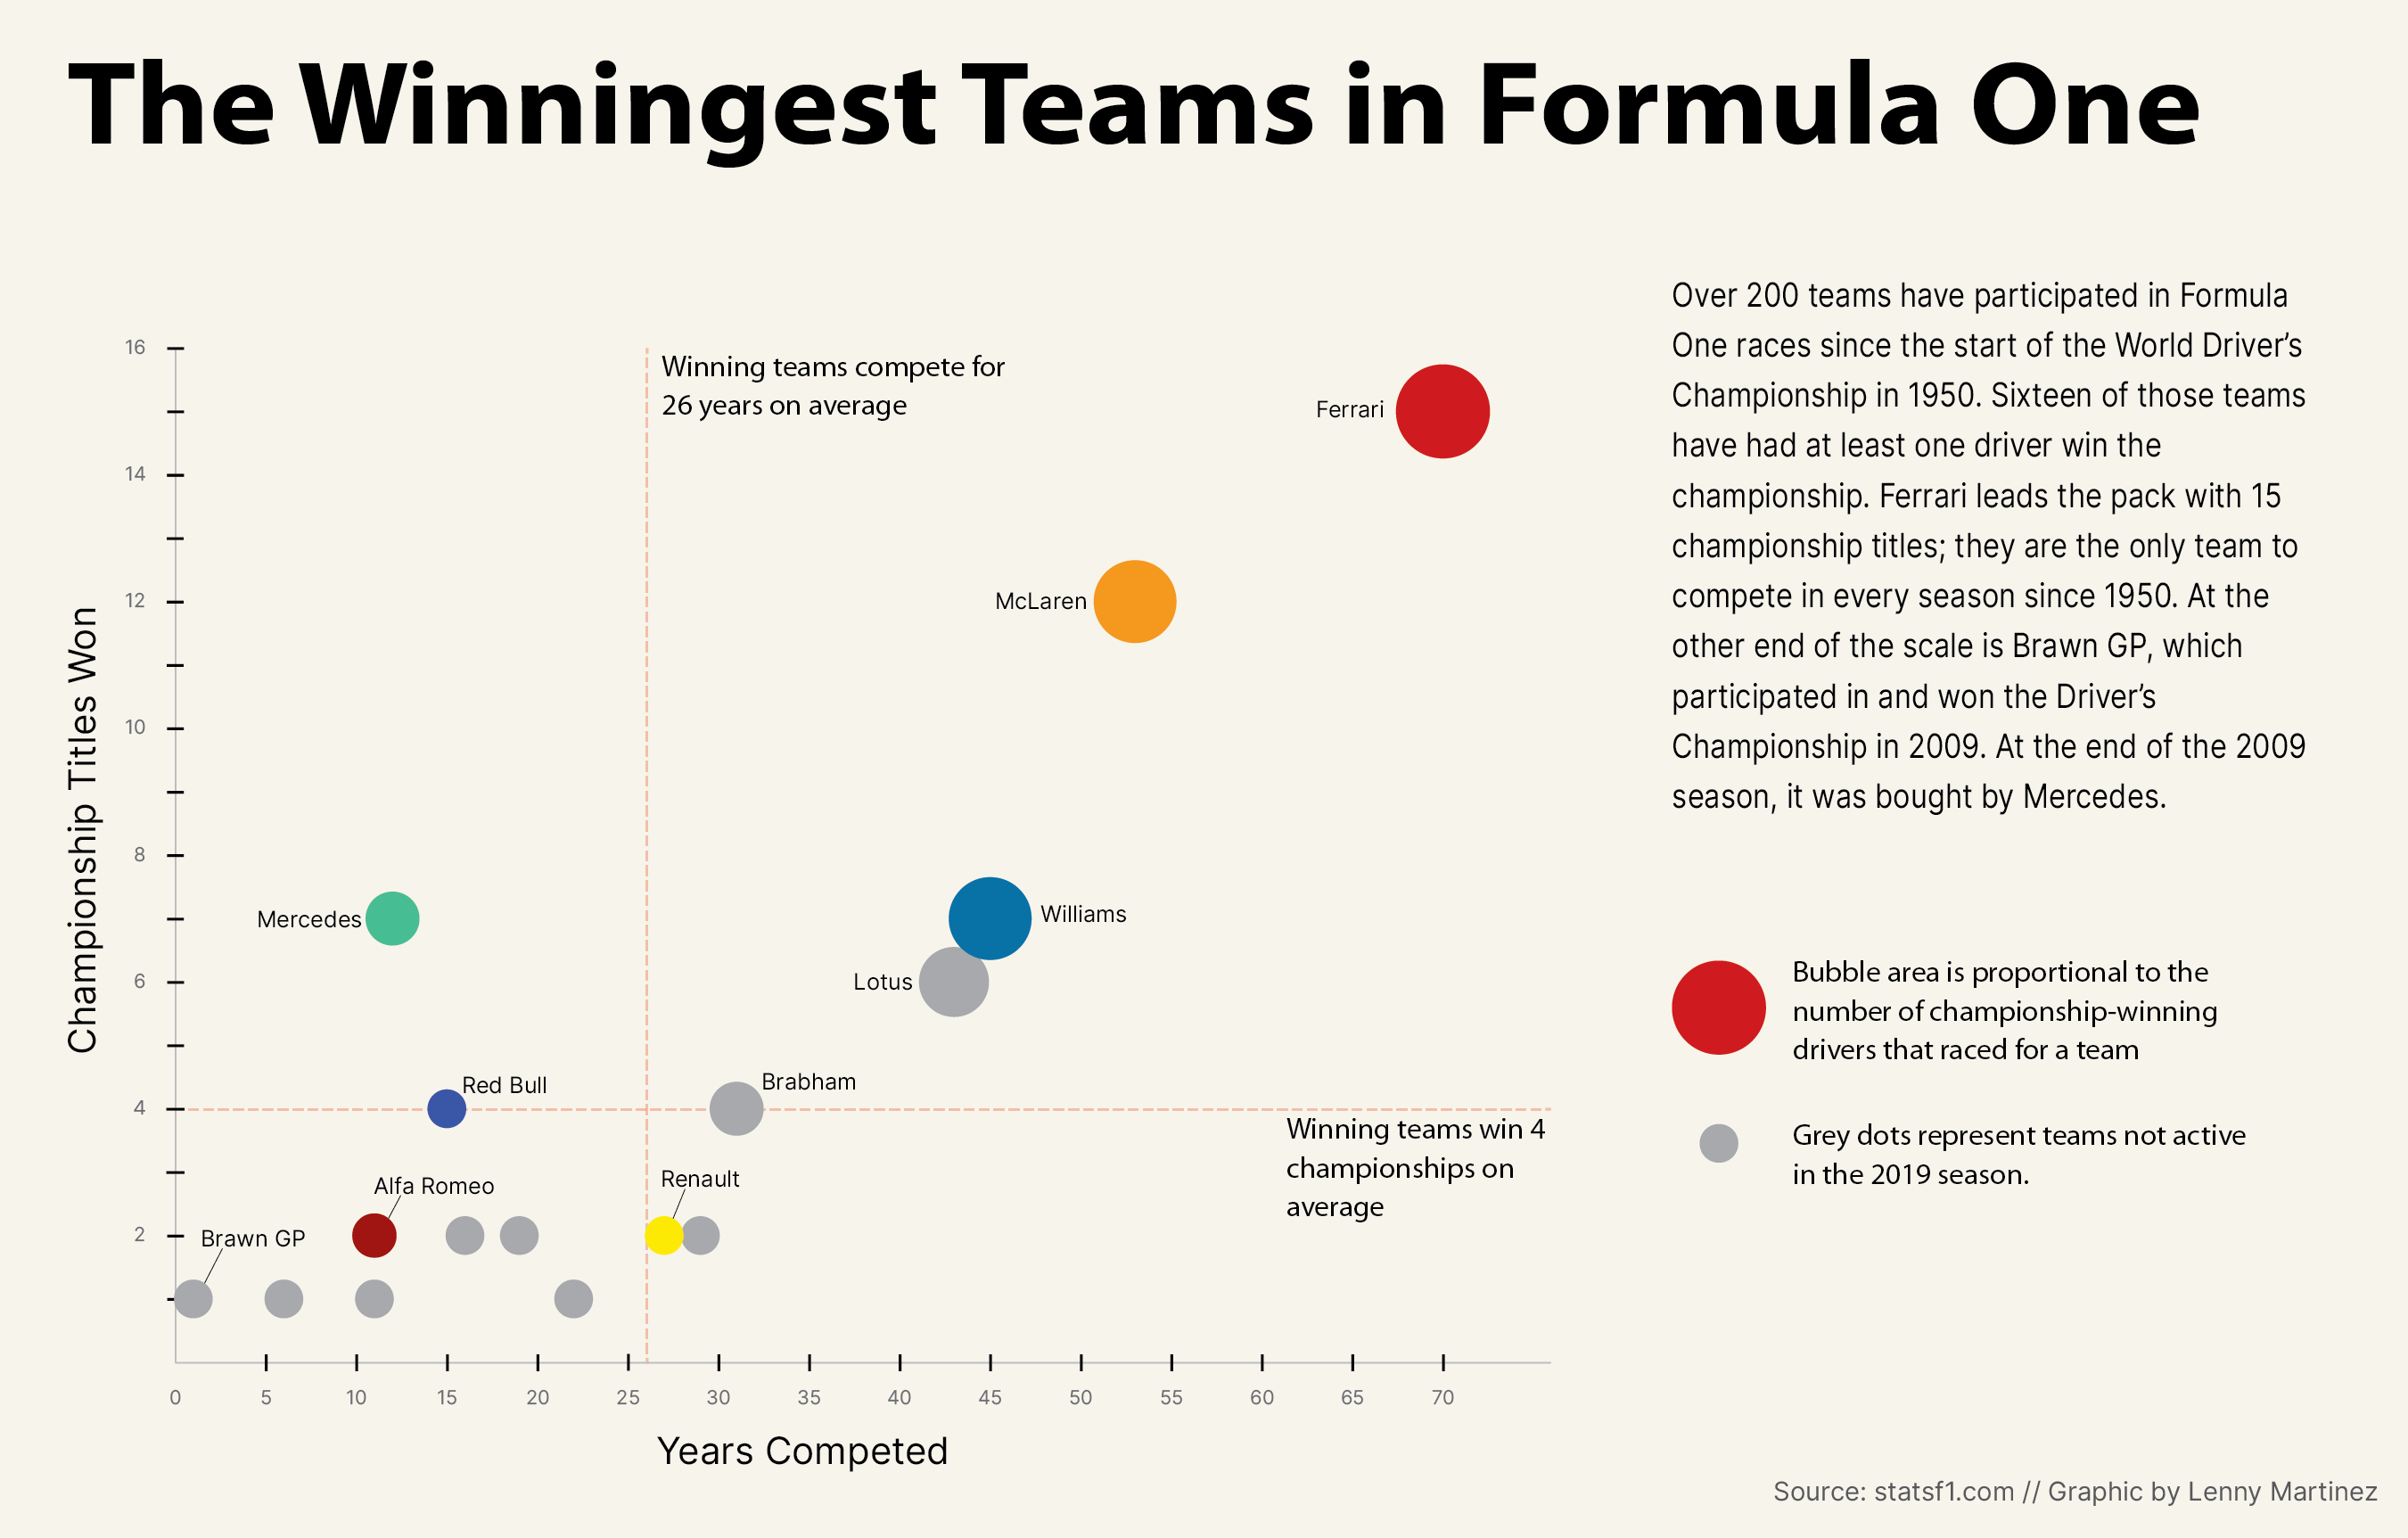 The Winningest Teams in Formula One
Over 200 teams have participated in Formula
One races since the start of the World Driver’s
Championship in 1950. Sixteen of those teams
have had at least one driver win the
championship. Ferrari leads the pack with 15
championship titles; they are the only team to
compete in every season since 1950. At the
other end of the scale is Brawn GP, which
participated in and won the Driver’s
Championship in 2009. At the end of the 2009
season, it was bought by Mercedes.
Championship Titles Won
16
14
12
10
8
6
4
2
Winning teams compete for
26 years on average
Ferrari
McLaren
Mercedes
Williams
Lotus
Red Bull
Brabham
Winning teams win 4
championships on
average
Renault
Alfa Romeo
Brawn GP
0 5 10 15 20 25 30 35 40 45 50 55 60 65 70
Years Competed
Bubble area is proportional to the
number of championship-winning
drivers that raced for a team
Grey dots represent teams not active
in the 2019 season.
Source: statsf1.com // Graphic by Lenny Martinez